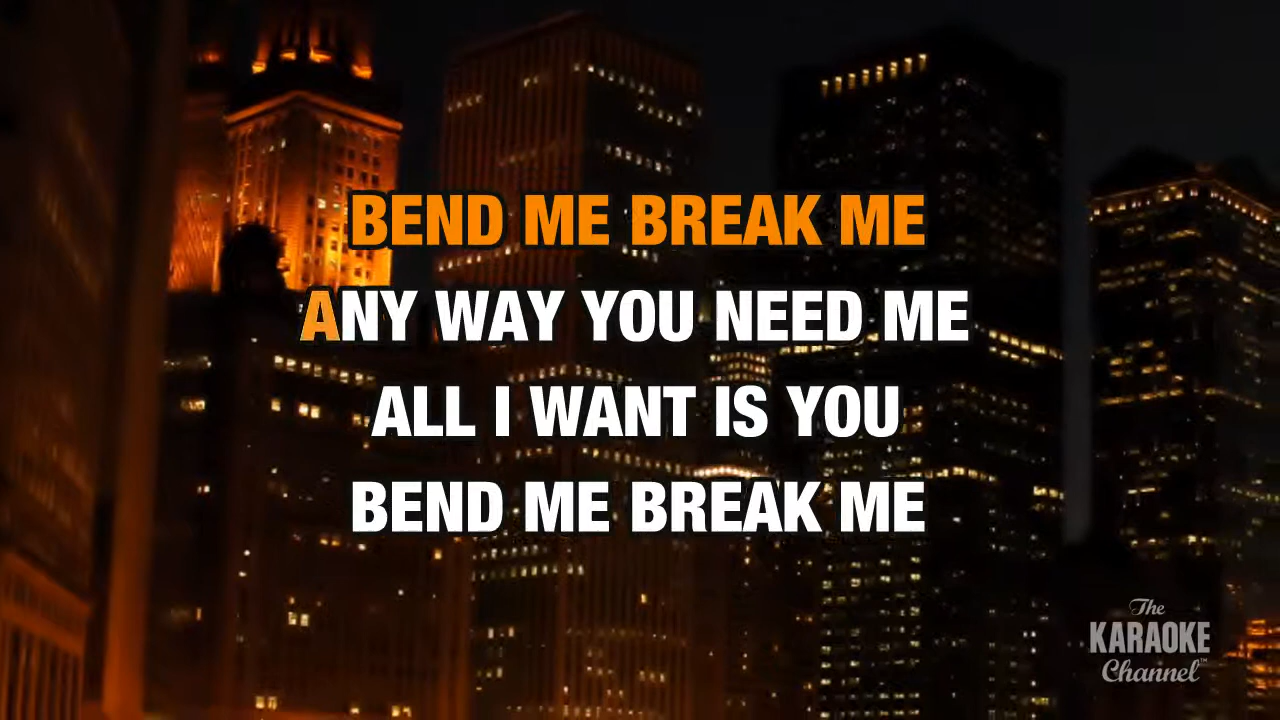 BEND ME BREAK ME
ANY WAY YOU NEED ME
ALL I WANT IS YOU
BEND ME BREAK ME
The
KARAOKE
Channel™